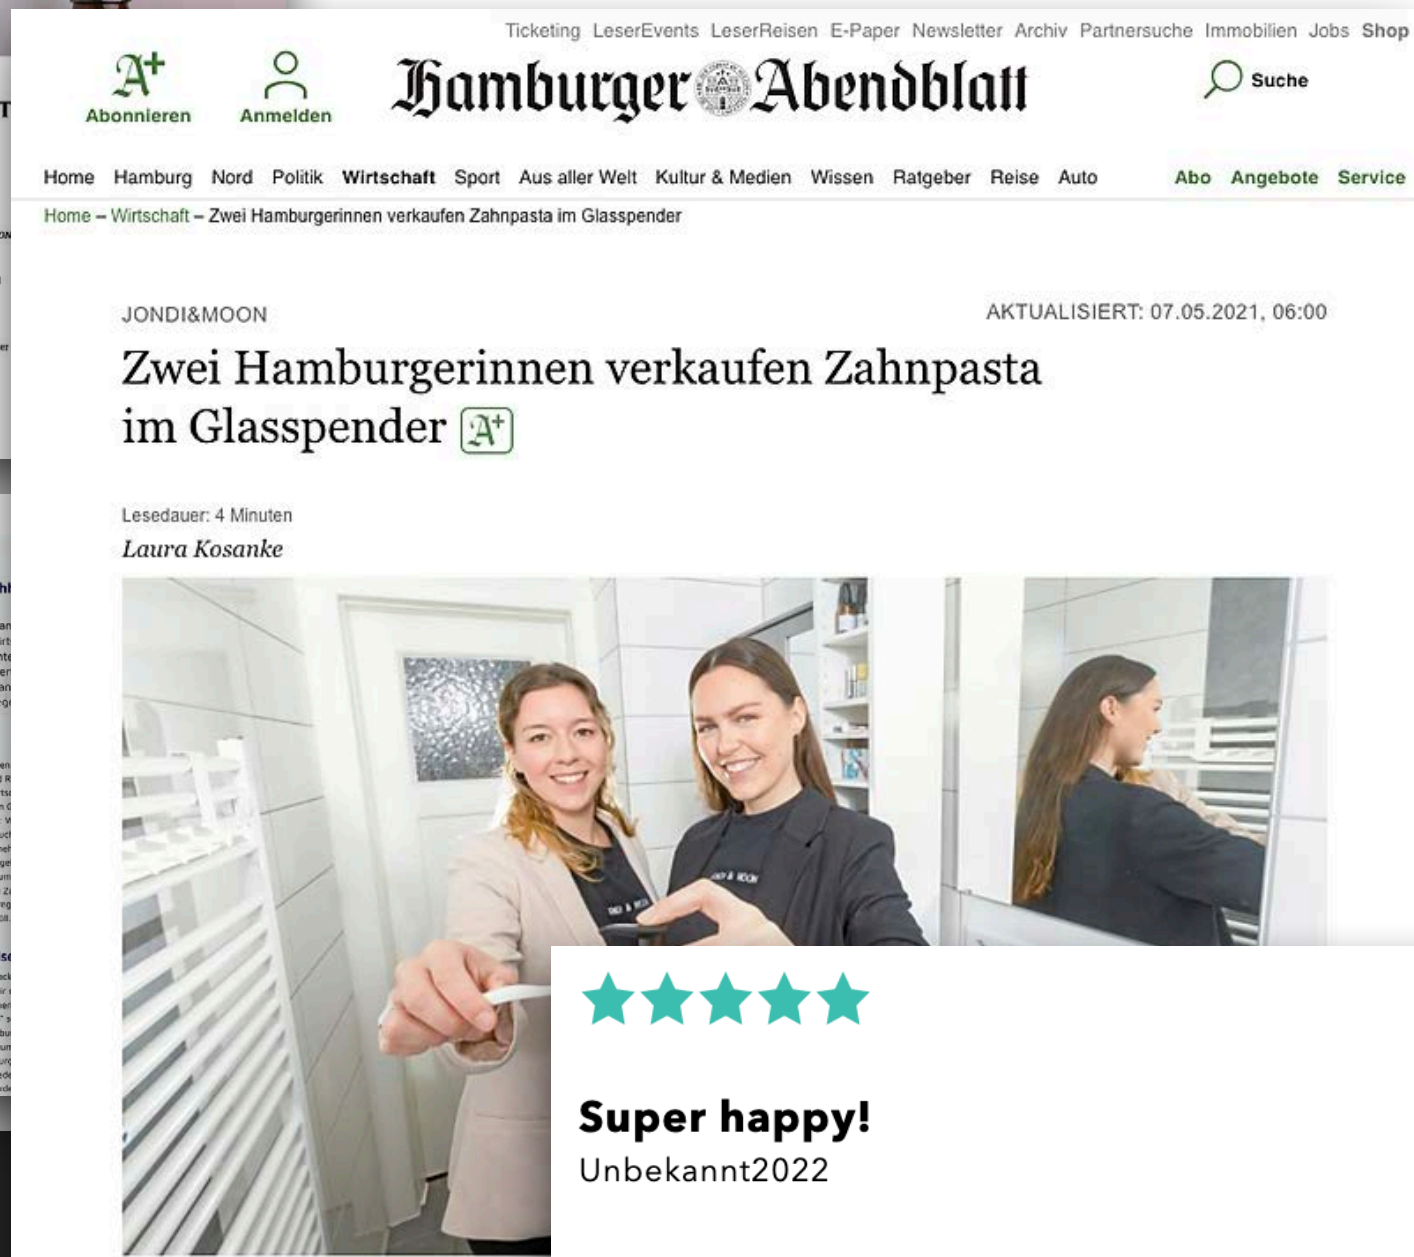 Ticketing LeserEvents LeserReisen E-Paper Newsletter Archiv Partnersuche Immobilien Jobs Shop
A+
Abonnieren
Anmelden
Hamburger Abendblatt
Suche
Home Hamburg Nord Politik Wirtschaft Sport Aus aller Welt Kultur & Medien Wissen Ratgeber Reise Auto Abo Angebote Service
Home – Wirtschaft – Zwei Hamburgerinnen verkaufen Zahnpasta im Glasspender
JONDI&MOON
AKTUALISIERT: 07.05.2021, 06:00
Zwei Hamburgerinnen verkaufen Zahnpasta
im Glasspender A+
Lesedauer: 4 Minuten
Laura Kosanke
Super happy!
Unbekannt2022